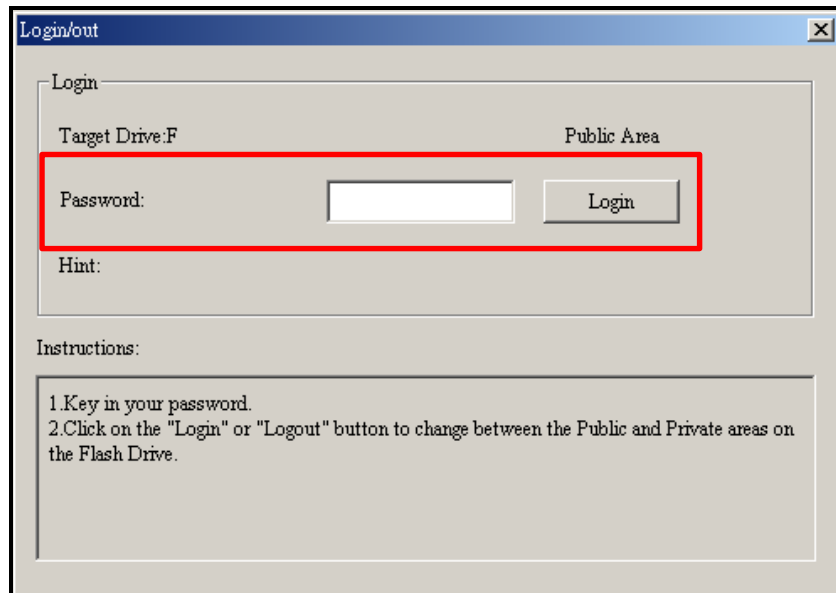 Login/out
Login
Target Drive:F Public Area
Password: Login
Hint:
Instructions:
1.Key in your password.
2.Click on the "Login" or "Logout" button to change between the Public and Private areas on
the Flash Drive.